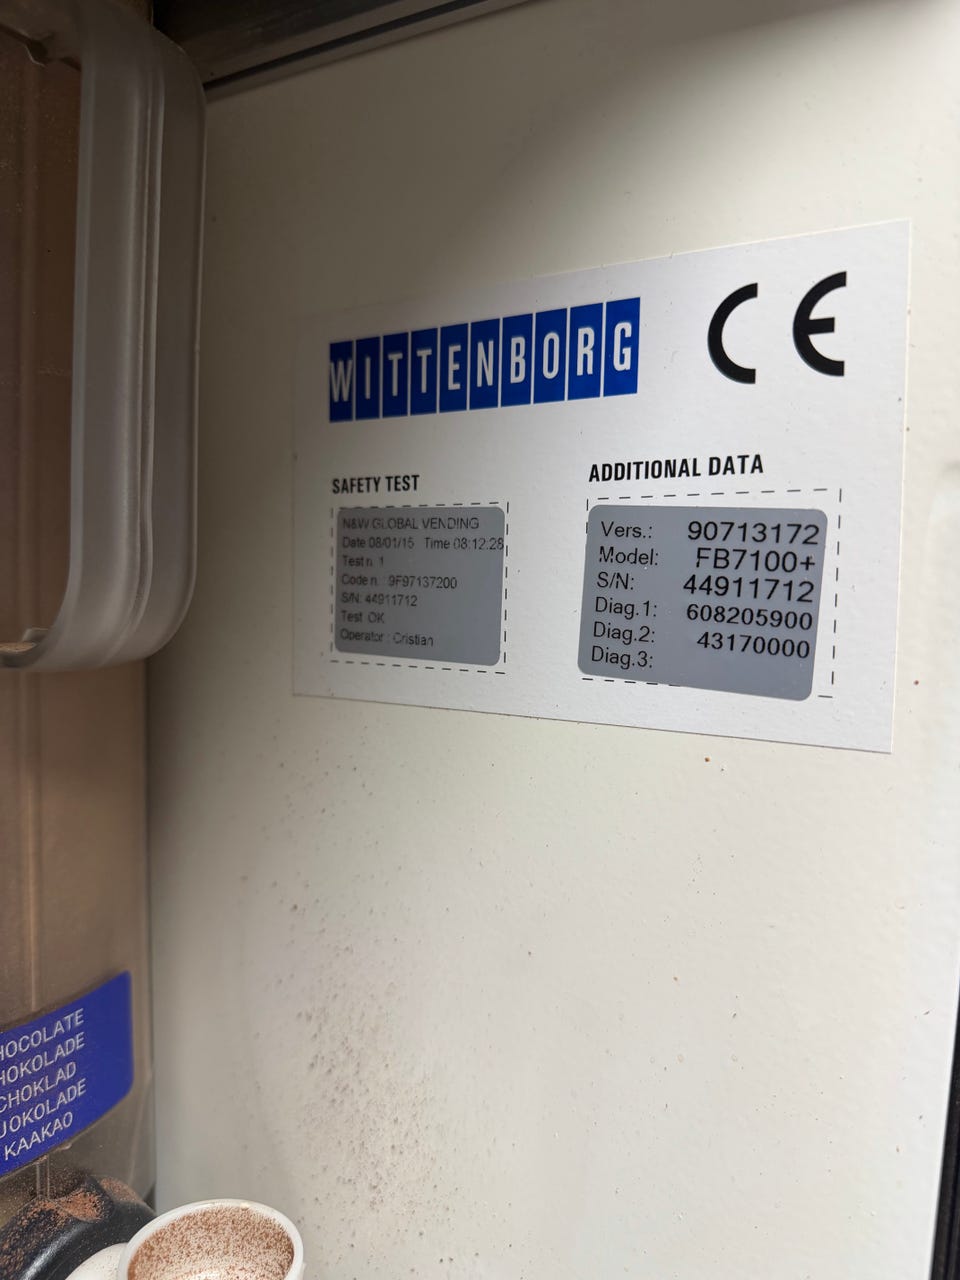 WITTENBORG
CE
SAFETY TEST
N&W GLOBAL VENDING
Date 08/01/15 Time 08:12:28
Test n. 1
Code n.: 9F97137200
S/N: 44911712
Test OK
Operator : Cristian
ADDITIONAL DATA
Vers.: 90713172
Model: FB7100+
S/N: 44911712
Diag.1: 608205900
Diag.2: 43170000
Diag.3:
HOCOLATE
HOKOLADE
CHOKLAD
JOKOLADE
KAAKAO